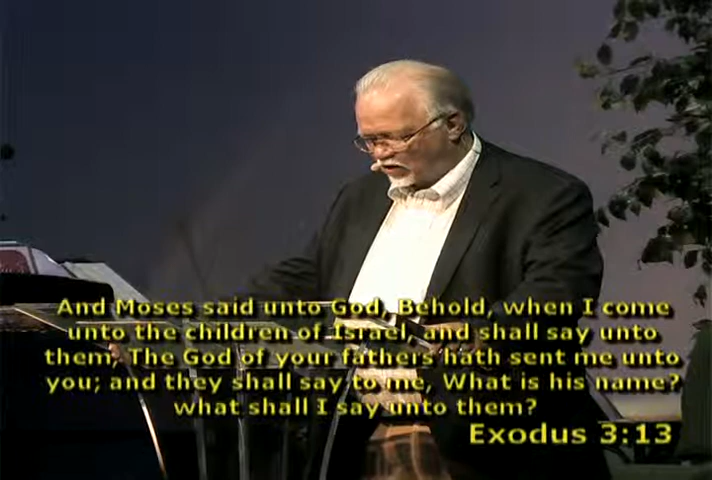 And Moses said unto God, Behold, when I come
unto the children of Israel, and shall say unto
them, The God of your fathers hath sent me unto
you; and they shall say to me, What is his name?
what shall I say unto them?
Exodus 3:13